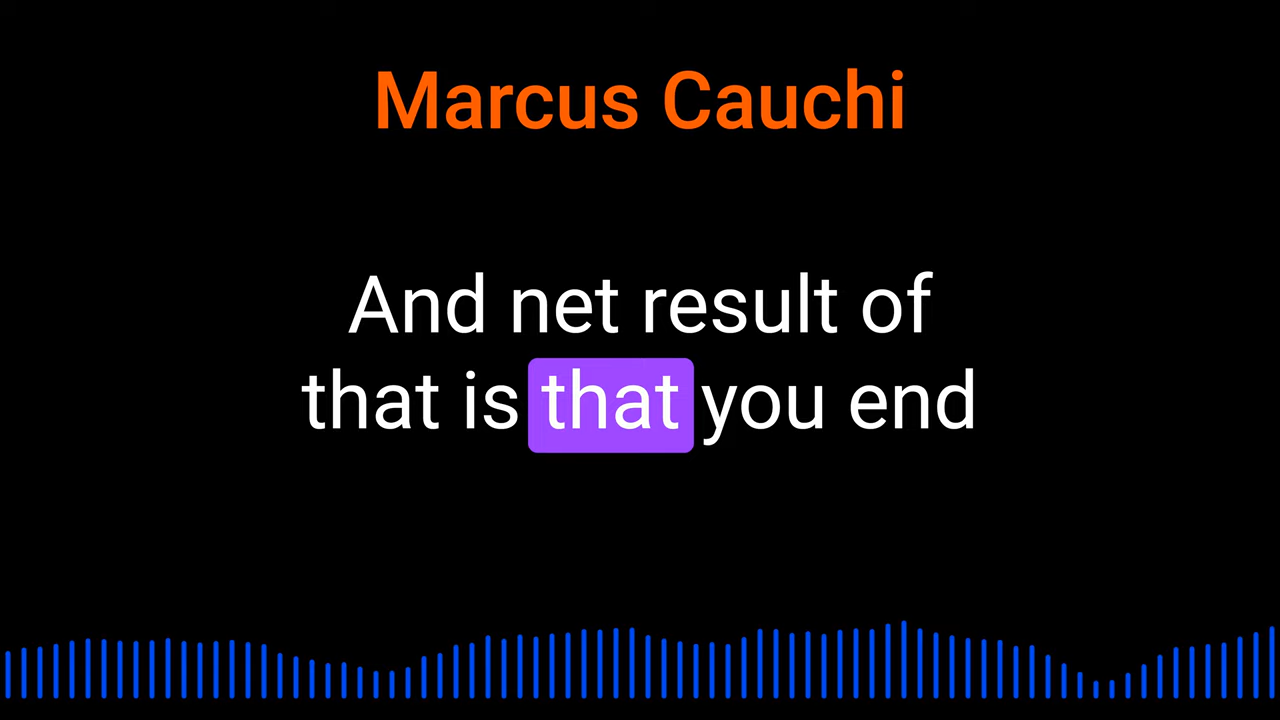 Marcus Cauchi
And net result of
that is that you end